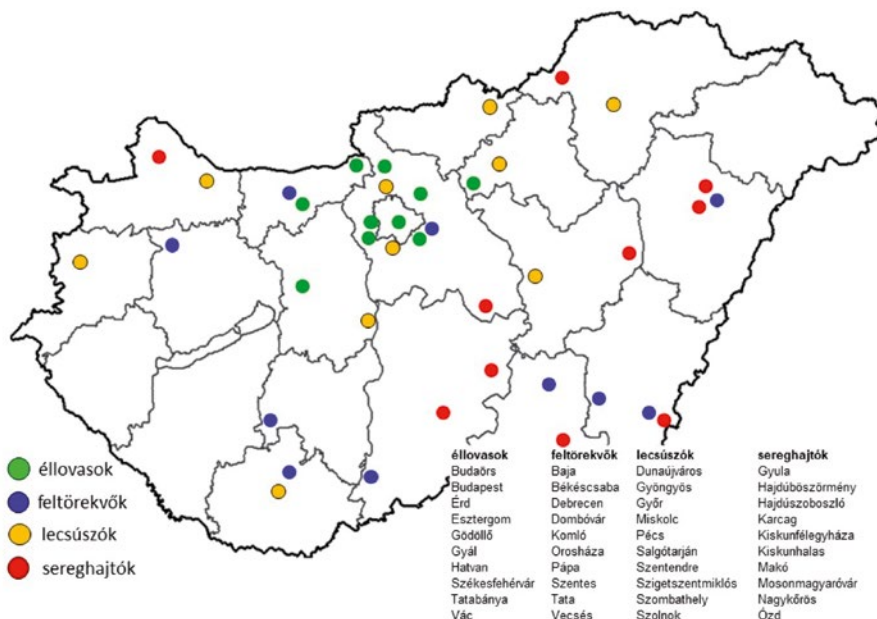 éllovasok
feltörekvők
lecsúszók
sereghajtók
éllovasok feltörekvők lecsúszók sereghajtók
Budaörs Baja Dunaújváros Gyula
Budapest Békéscsaba Gyöngyös Hajdúböszörmény
Érd Debrecen Győr Hajdúszoboszló
Esztergom Dombóvár Miskolc Karcag
Gödöllő Komló Pécs Kiskunfélegyháza
Gyál Orosháza Salgótarján Kiskunhalas
Hatvan Pápa Szentendre Makó
Székesfehérvár Szentes Szigetszentmiklós Mosonmagyaróvár
Tatabánya Tata Szombathely Nagykőrös
Vác Vecsés Szolnok Ózd